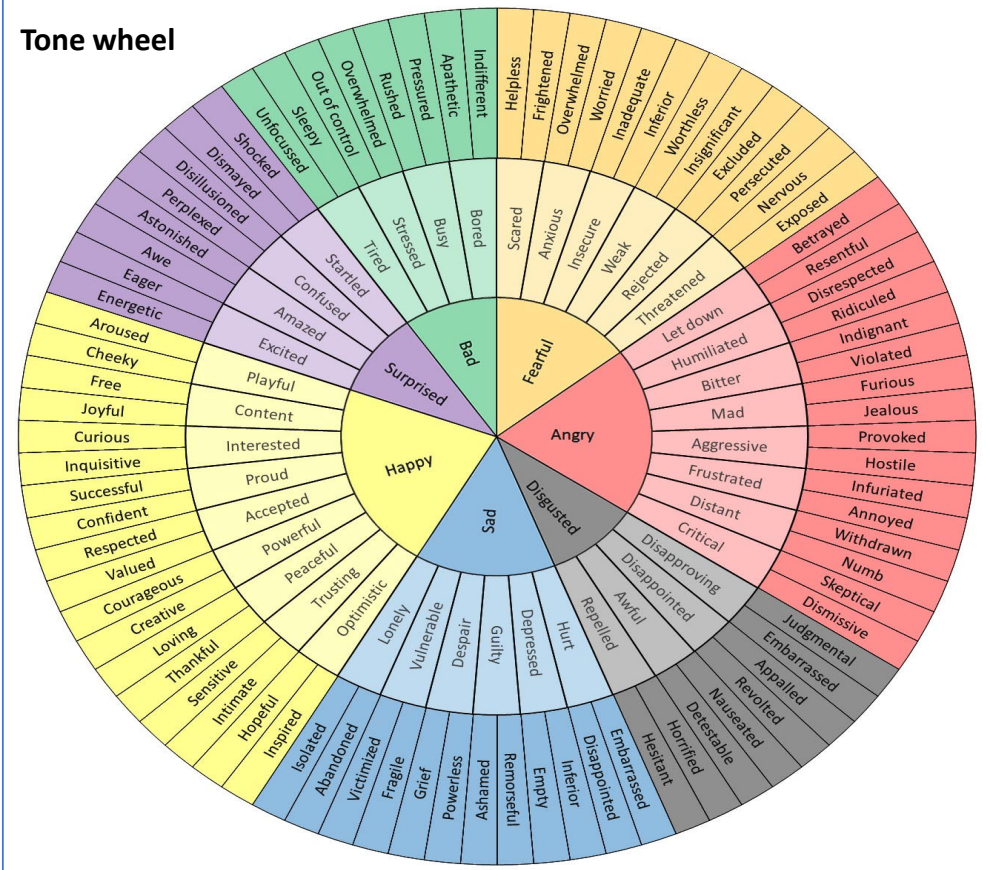 Tone wheel
Bad
Fearful
Angry
Disgusted
Sad
Happy
Surprised
Tired
Stressed
Busy
Bored
Scared
Anxious
Insecure
Weak
Rejected
Threatened
Let down
Humiliated
Bitter
Mad
Aggressive
Frustrated
Distant
Critical
Disapproving
Disappointed
Awful
Repelled
Hurt
Depressed
Guilty
Despair
Vulnerable
Lonely
Optimistic
Trusting
Peaceful
Powerful
Accepted
Proud
Interested
Content
Playful
Excited
Amazed
Confused
Startled
Unfocussed
Sleepy
Out of control
Overwhelmed
Rushed
Pressured
Apathetic
Indifferent
Helpless
Frightened
Overwhelmed
Worried
Inadequate
Inferior
Worthless
Insignificant
Excluded
Persecuted
Nervous
Exposed
Betrayed
Resentful
Disrespected
Ridiculed
Indignant
Violated
Furious
Jealous
Provoked
Hostile
Infuriated
Annoyed
Withdrawn
Numb
Skeptical
Dismissive
Judgmental
Embarrassed
Appalled
Revolted
Nauseated
Detestable
Horrified
Hesitant
Embarrassed
Disappointed
Inferior
Empty
Remorseful
Ashamed
Powerless
Grief
Fragile
Victimized
Abandoned
Isolated
Inspired
Hopeful
Intimate
Sensitive
Thankful
Loving
Creative
Courageous
Valued
Respected
Confident
Successful
Inquisitive
Curious
Joyful
Free
Cheeky
Aroused
Energetic
Eager
Awe
Astonished
Perplexed
Disillusioned
Dismayed
Shocked